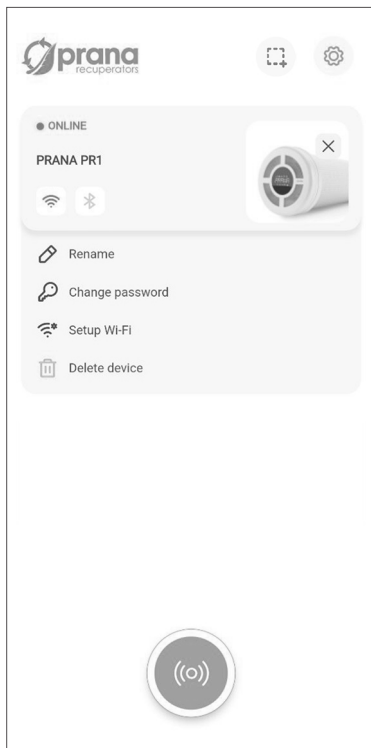 prana
recuperators
ONLINE
PRANA PR1
Rename
Change password
Setup Wi-Fi
Delete device